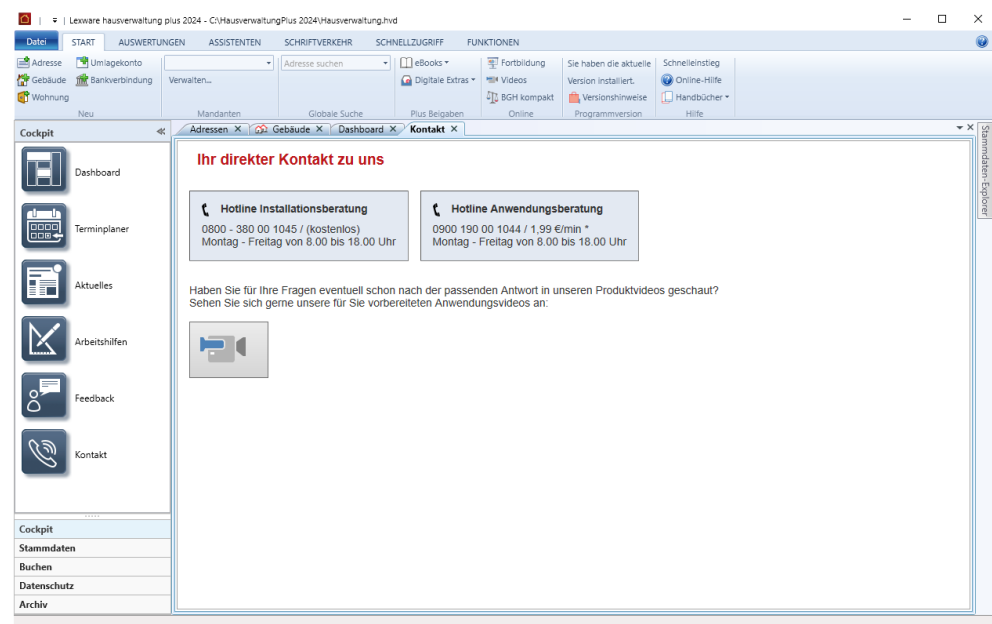 Lexware hausverwaltung plus 2024 - C:\HausverwaltungPlus 2024\Hausverwaltung.hvd
Datei START AUSWERTUNGEN ASSISTENTEN SCHRIFTVERKEHR SCHNELLZUGRIFF FUNKTIONEN
Adresse Umlagekonto Adresse suchen eBooks Fortbildung Sie haben die aktuelle Schnelleinstieg
Gebäude Bankverbindung Verwalten... Digitale Extras Videos Version installiert. Online-Hilfe
Wohnung BGH kompakt Versionshinweise Handbücher
Neu Mandanten Globale Suche Plus Beigaben Online Programmversion Hilfe
Cockpit Adressen Gebäude Dashboard Kontakt
Stammdaten-Explorer
Dashboard
Terminplaner
Aktuelles
Arbeitshilfen
Feedback
Kontakt
Cockpit
Stammdaten
Buchen
Datenschutz
Archiv
Ihr direkter Kontakt zu uns
Hotline Installationsberatung
0800 - 380 00 1045 / (kostenlos)
Montag - Freitag von 8.00 bis 18.00 Uhr
Hotline Anwendungsberatung
0900 190 00 1044 / 1,99 €/min *
Montag - Freitag von 8.00 bis 18.00 Uhr
Haben Sie für Ihre Fragen eventuell schon nach der passenden Antwort in unseren Produktvideos geschaut?
Sehen Sie sich gerne unsere für Sie vorbereiteten Anwendungsvideos an: